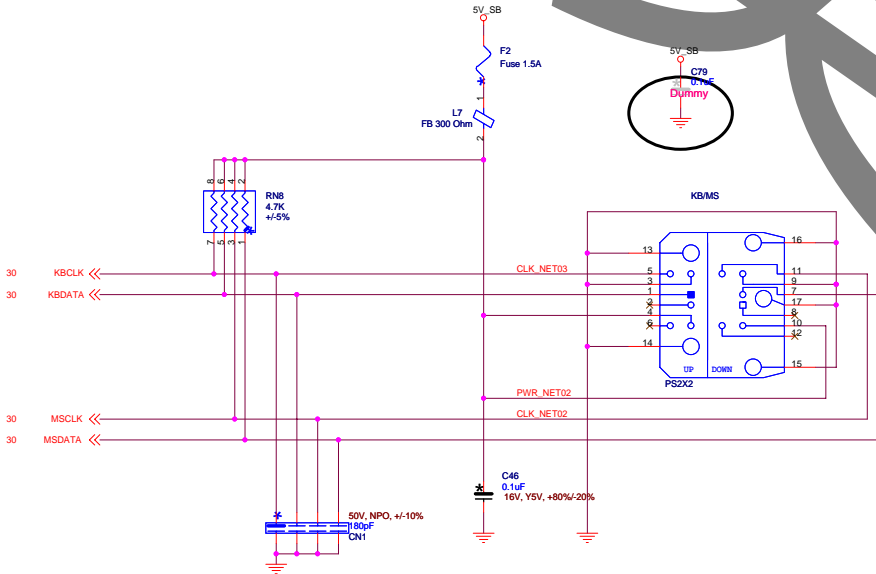 5V_SB
F2
Fuse 1.5A
1
L7
FB 300 Ohm
2
5V_SB
C79
0.1uF
Dummy
8
6
4
2
RN8
4.7K
+/-5%
7
5
3
1
KB/MS
30
KBCLK
CLK_NET03
30
KBDATA
13
5
3
1
2
4
6
14
16
11
9
7
17
8
10
12
15
UP
DOWN
PS2X2
PWR_NET02
30
MSCLK
CLK_NET02
30
MSDATA
C46
0.1uF
16V, Y5V, +80%/-20%
50V, NPO, +/-10%
180pF
CN1